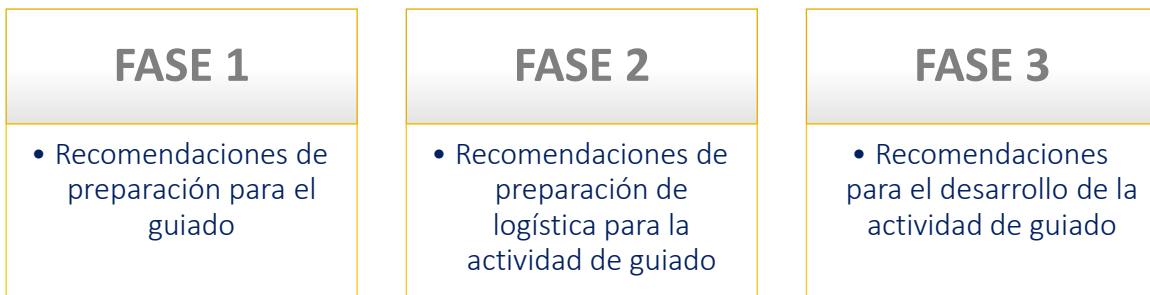 FASE 1
• Recomendaciones de
preparación para el
guiado
FASE 2
• Recomendaciones de
preparación de
logística para la
actividad de guiado
FASE 3
• Recomendaciones
para el desarrollo de la
actividad de guiado